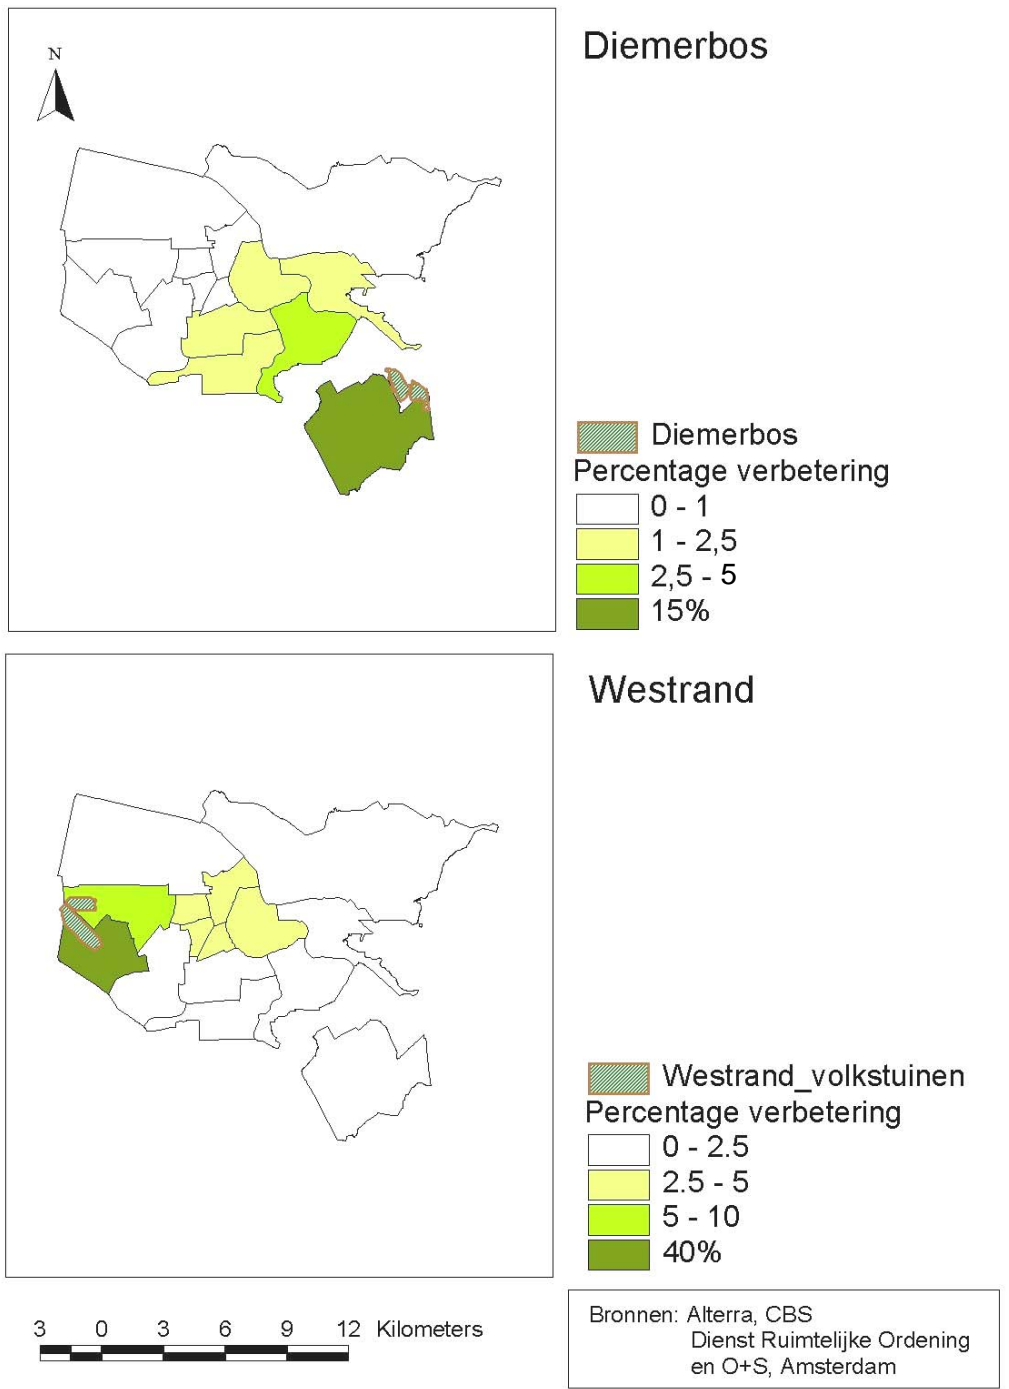 Diemerbos
N
Diemerbos
Percentage verbetering
0 - 1
1 - 2,5
2,5 - 5
15%
Westrand
Westrand_volkstuinen
Percentage verbetering
0 - 2.5
2.5 - 5
5 - 10
40%
3 0 3 6 9 12 Kilometers
Bronnen: Alterra, CBS
Dienst Ruimtelijke Ordening
en O+S, Amsterdam